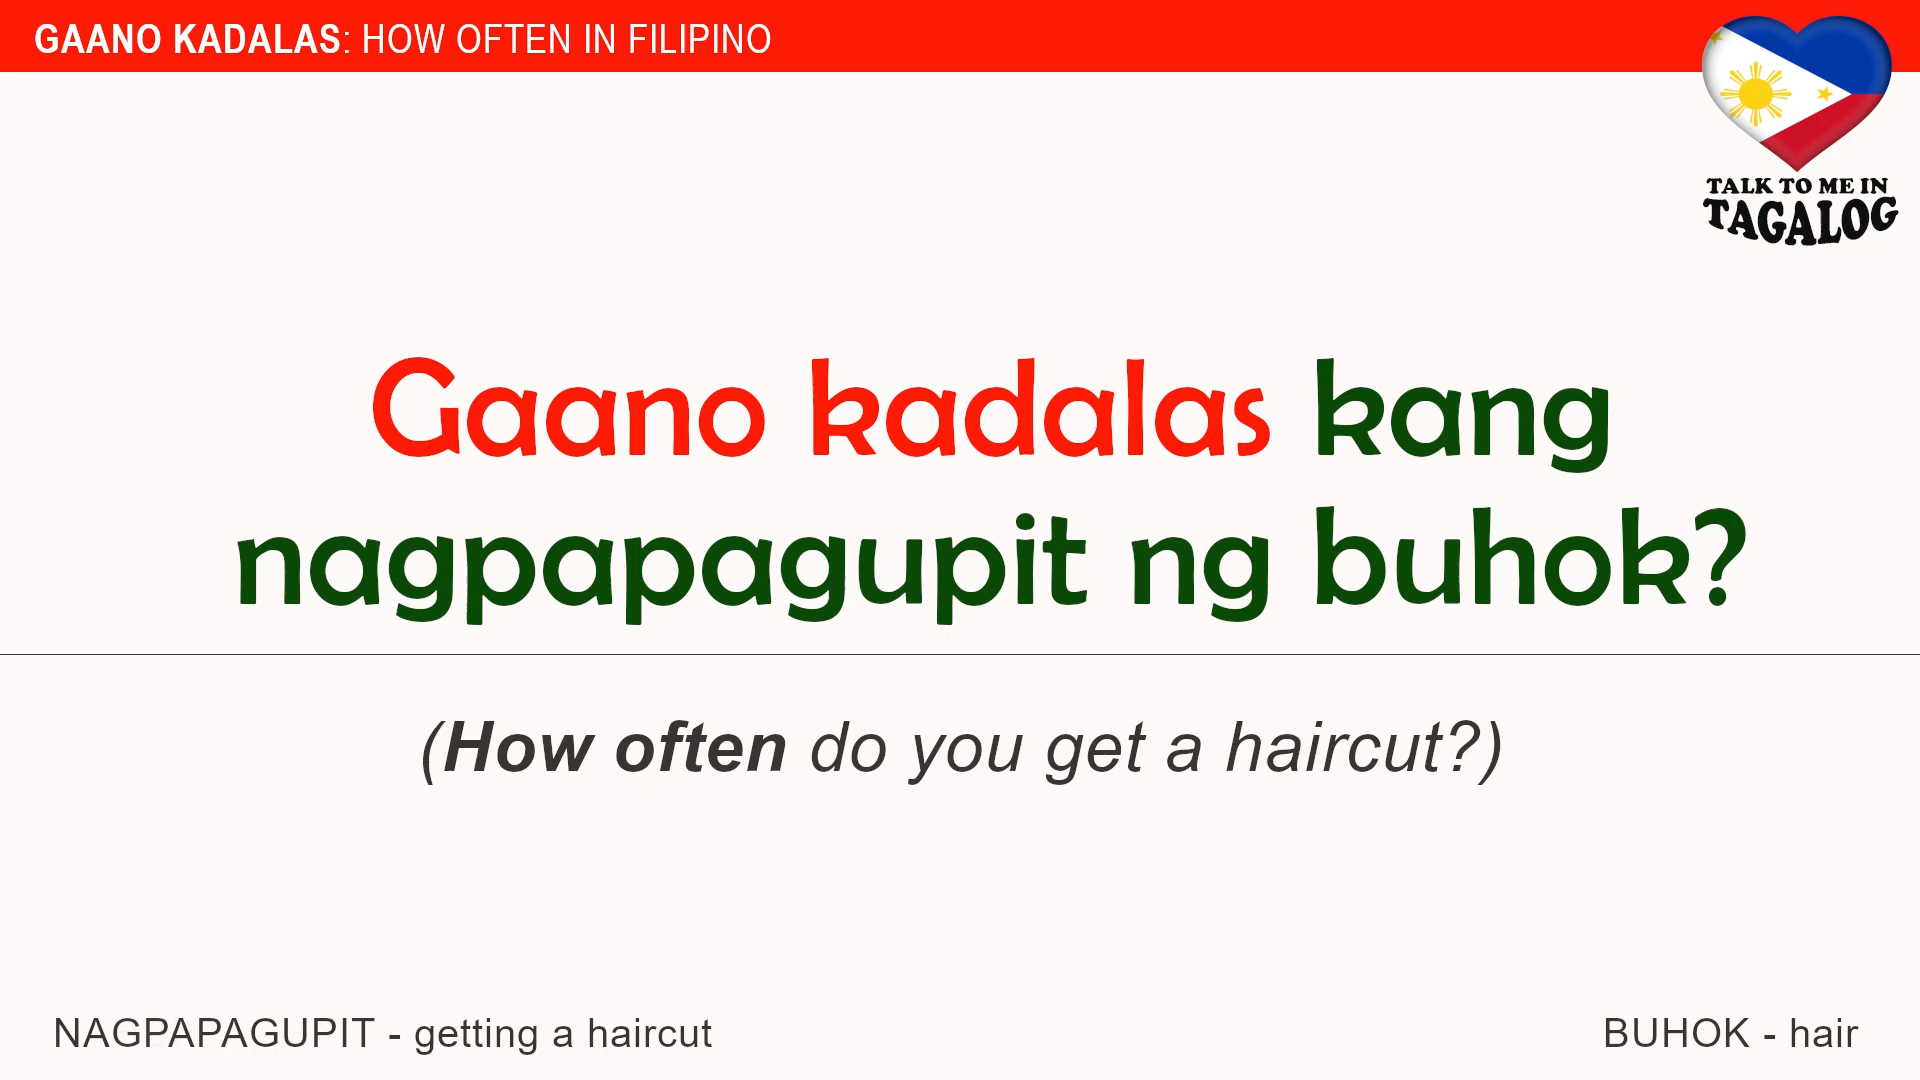 GAANO KADALAS: HOW OFTEN IN FILIPINO
TALK TO ME IN
TAGALOG
Gaano kadalas kang
nagpapagupit ng buhok?
(How often do you get a haircut?)
NAGPAPAGUPIT - getting a haircut
BUHOK - hair